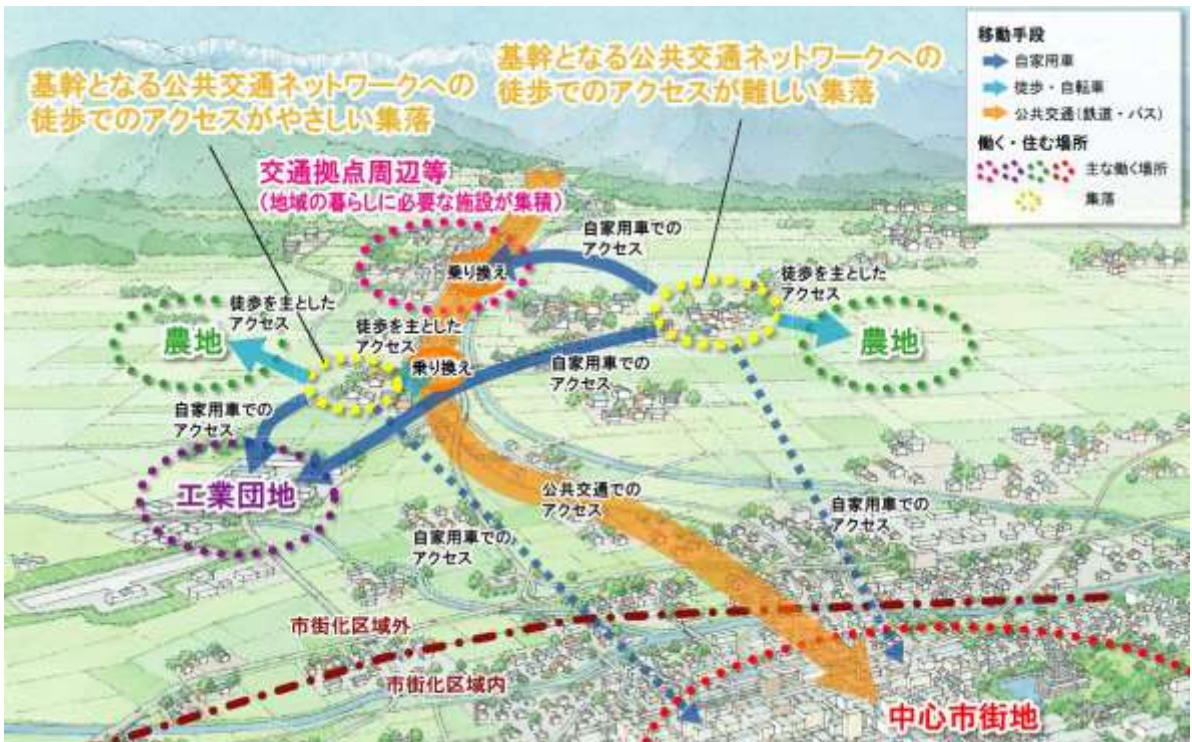 基幹となる公共交通ネットワークへの
徒歩でのアクセスがやさしい集落
基幹となる公共交通ネットワークへの
徒歩でのアクセスが難しい集落
移動手段
自家用車
徒歩・自転車
公共交通(鉄道・バス)
働く・住む場所
主な働く場所
集落
交通拠点周辺等
(地域の暮らしに必要な施設が集積)
自家用車での
アクセス
乗り換え
徒歩を主とした
アクセス
農地
徒歩を主とした
アクセス
乗り換え
自家用車での
アクセス
徒歩を主とした
アクセス
農地
自家用車での
アクセス
工業団地
公共交通での
アクセス
自家用車での
アクセス
自家用車での
アクセス
市街化区域外
市街化区域内
中心市街地